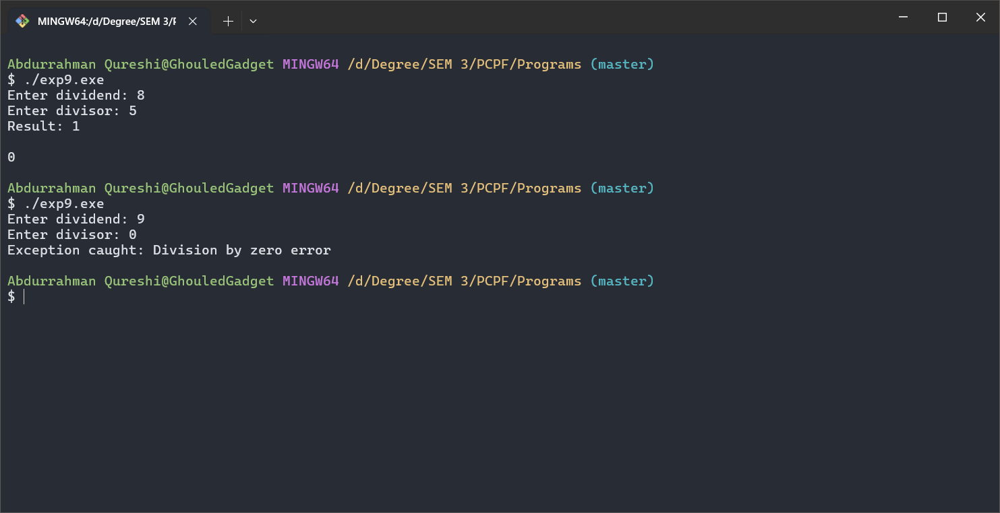 MINGW64:/d/Degree/SEM 3/F
Abdurrahman Qureshi@GhouledGadget MINGW64 /d/Degree/SEM 3/PCPF/Programs (master)
$ ./exp9.exe
Enter dividend: 8
Enter divisor: 5
Result: 1
0
Abdurrahman Qureshi@GhouledGadget MINGW64 /d/Degree/SEM 3/PCPF/Programs (master)
$ ./exp9.exe
Enter dividend: 9
Enter divisor: 0
Exception caught: Division by zero error
Abdurrahman Qureshi@GhouledGadget MINGW64 /d/Degree/SEM 3/PCPF/Programs (master)
$